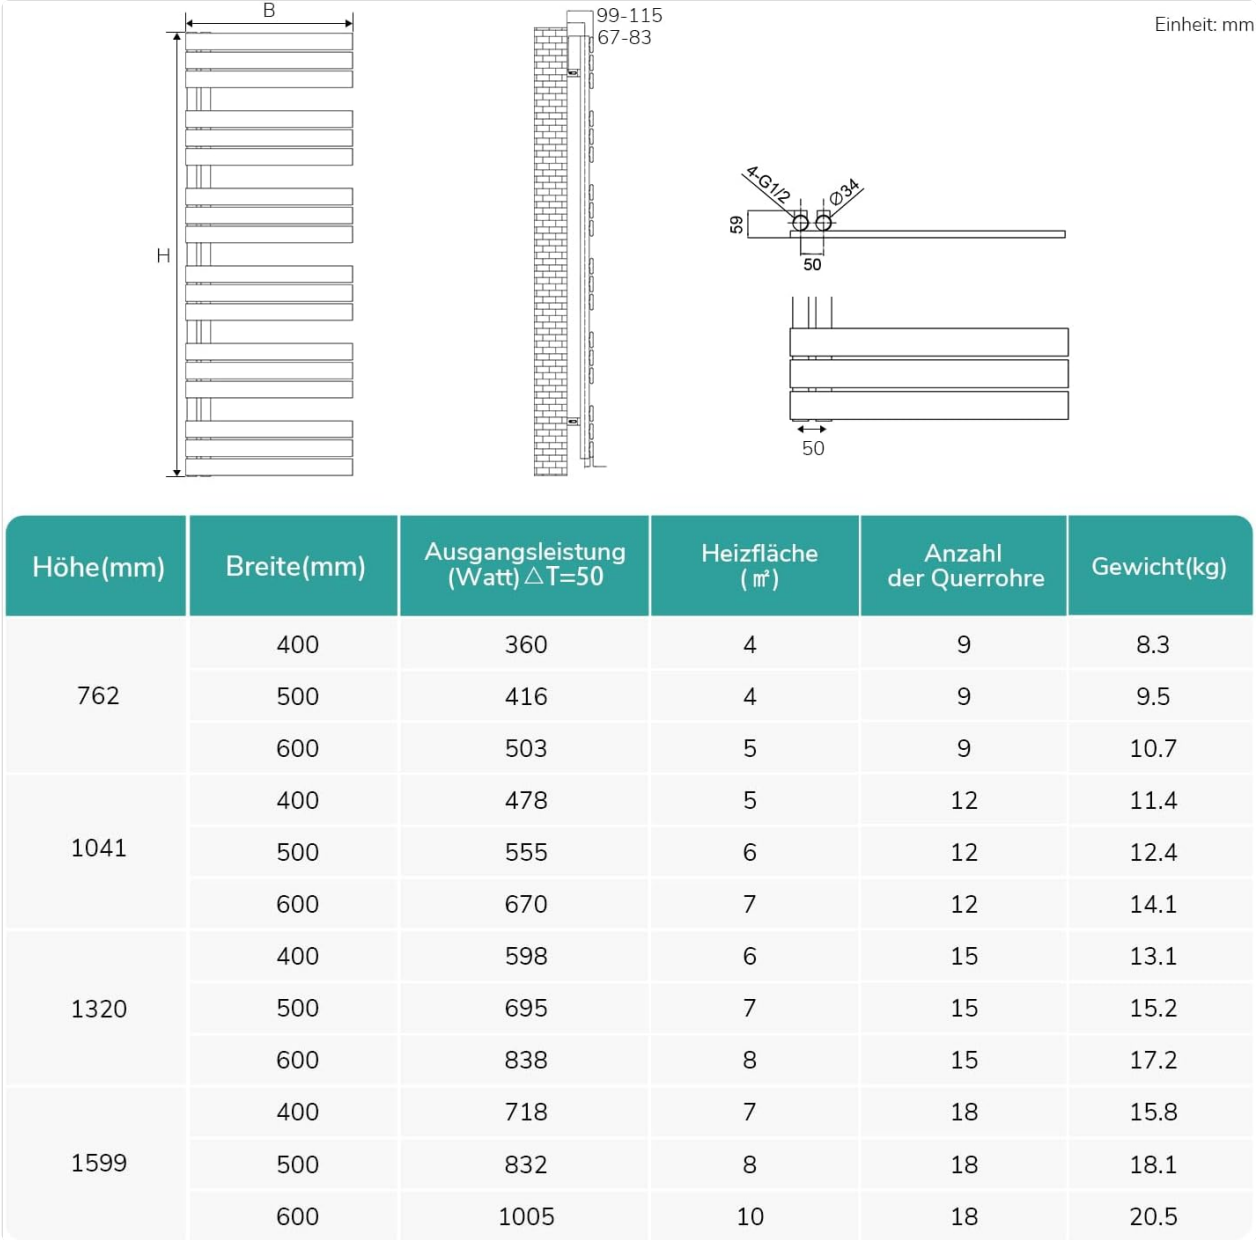 B
99-115
67-83
Einheit: mm
H
4-G1/2
Ø34
59
50
50
Höhe(mm) Breite(mm) Ausgangsleistung (Watt)△T=50 Heizfläche (㎡) Anzahl der Querrohre Gewicht(kg)
762
400 360 4 9 8.3
500 416 4 9 9.5
600 503 5 9 10.7
1041
400 478 5 12 11.4
500 555 6 12 12.4
600 670 7 12 14.1
1320
400 598 6 15 13.1
500 695 7 15 15.2
600 838 8 15 17.2
1599
400 718 7 18 15.8
500 832 8 18 18.1
600 1005 10 18 20.5